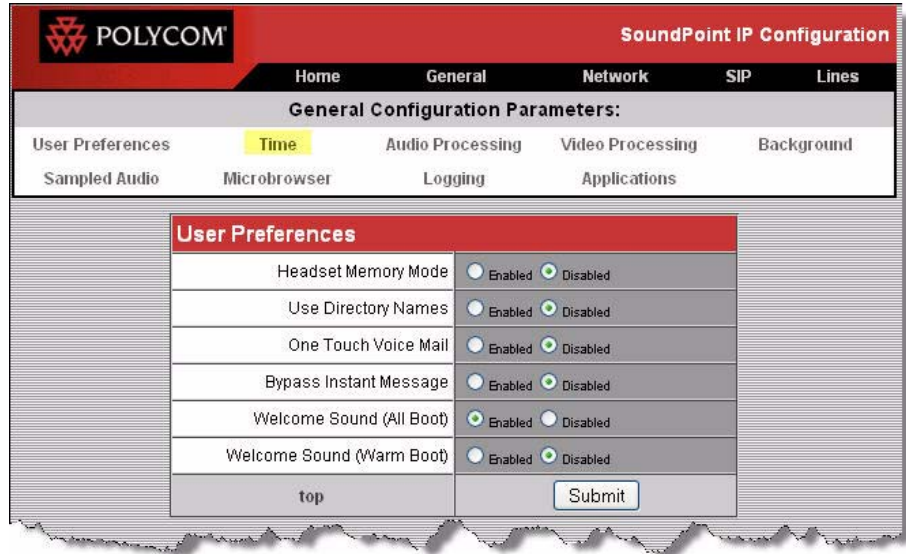 POLYCOM
SoundPoint IP Configuration
Home General Network SIP Lines
General Configuration Parameters:
User Preferences Time Audio Processing Video Processing Background
Sampled Audio Microbrowser Logging Applications
User Preferences
Headset Memory Mode Enabled Disabled
Use Directory Names Enabled Disabled
One Touch Voice Mail Enabled Disabled
Bypass Instant Message Enabled Disabled
Welcome Sound (All Boot) Enabled Disabled
Welcome Sound (Warm Boot) Enabled Disabled
top Submit